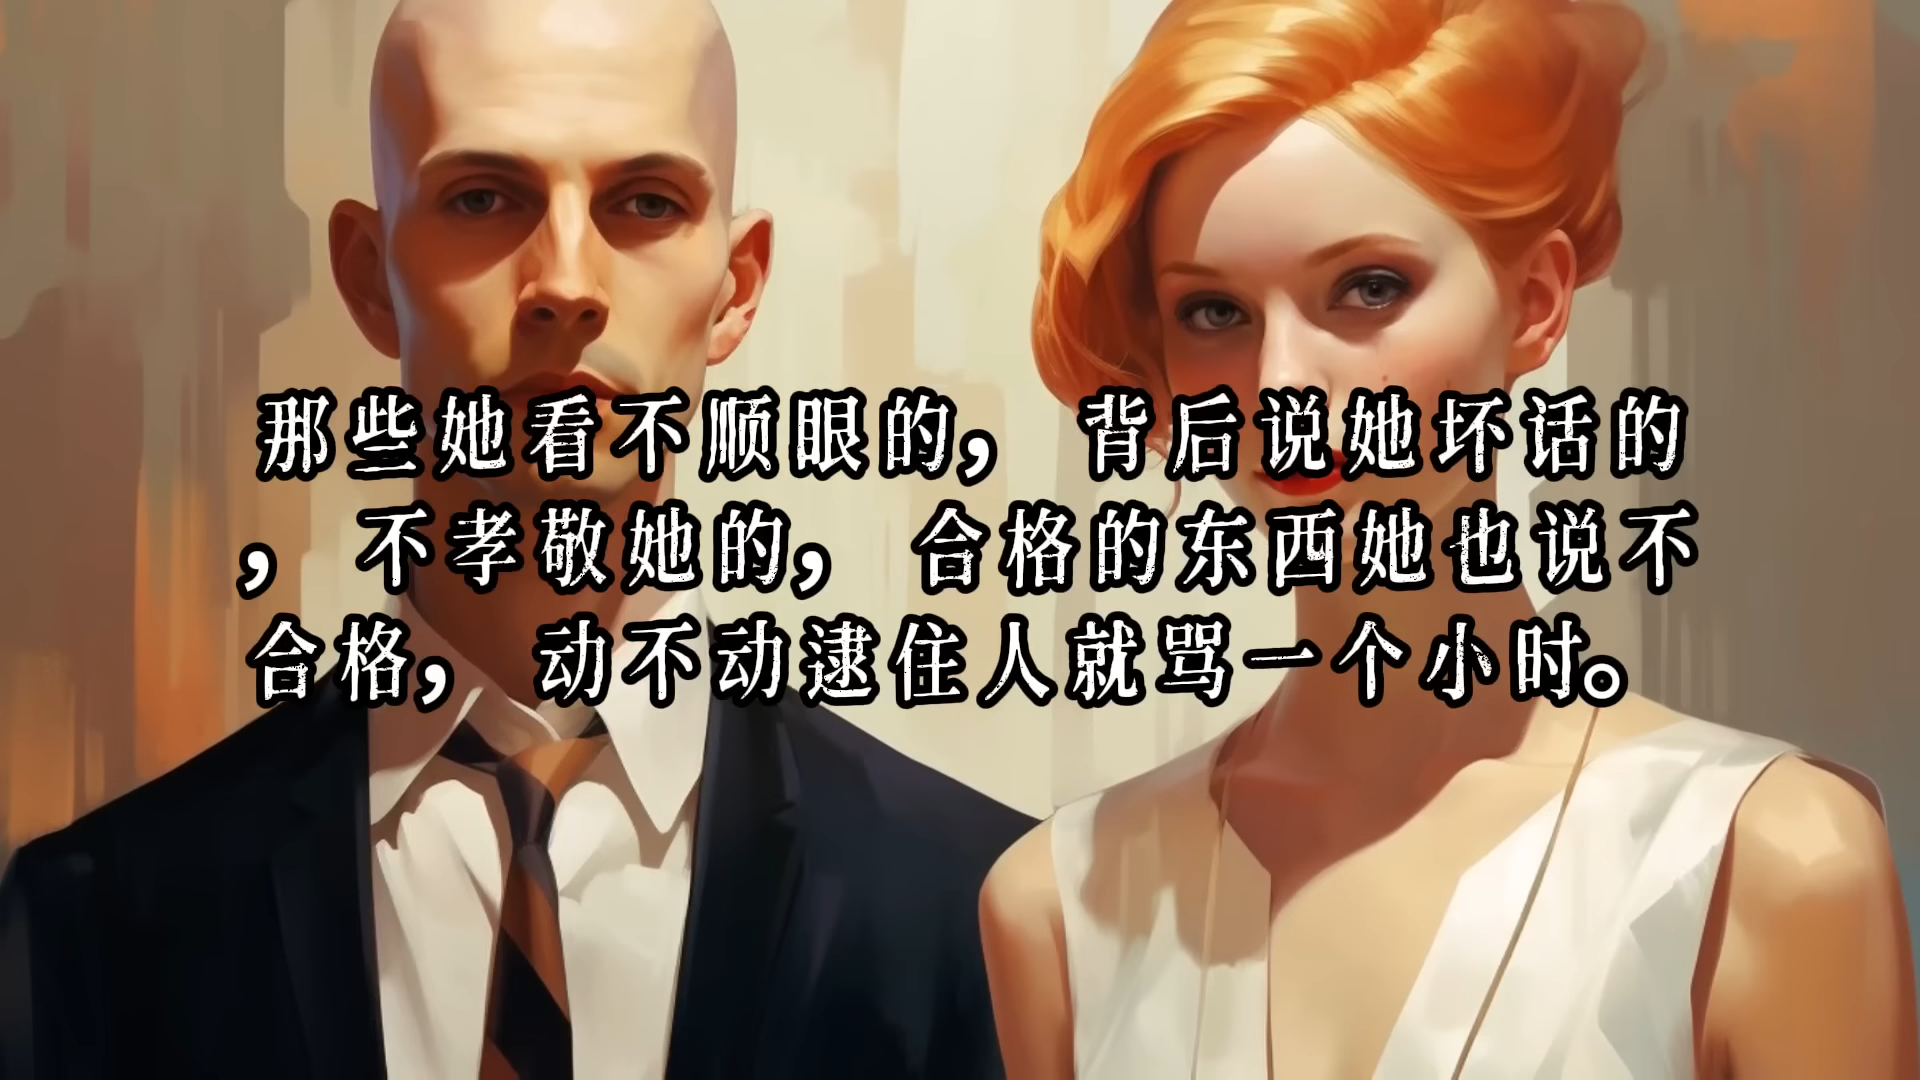 那些她看不顺眼的，背后说她坏话的
，不孝敬她的，合格的东西她也说不
合格，动不动逮住人就骂一个小时。